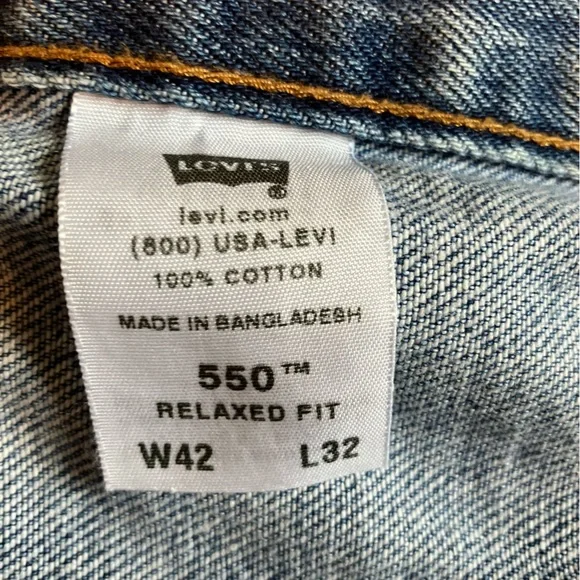 LEVI'S ®
levi.com
(800) USA-LEVI
100% COTTON
MADE IN BANGLADESH
550™
RELAXED FIT
W42 L32